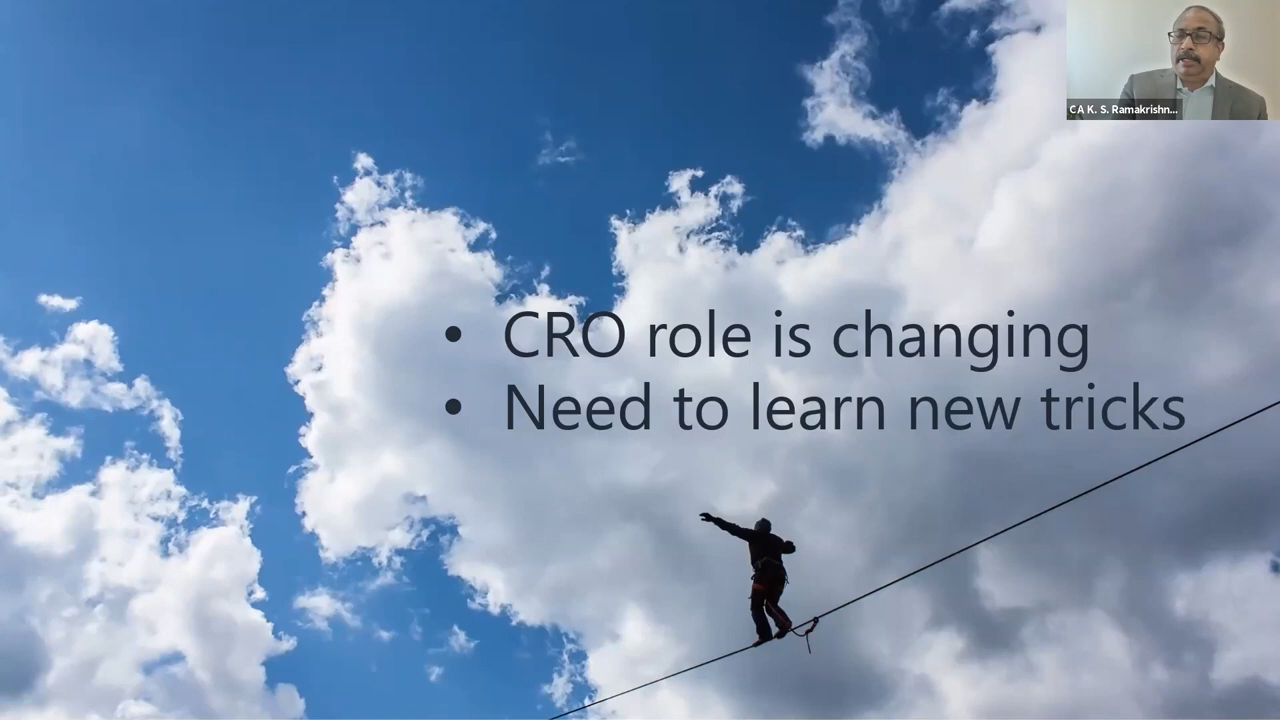 CA K. S. Ramakrishn...
• CRO role is changing
• Need to learn new tricks